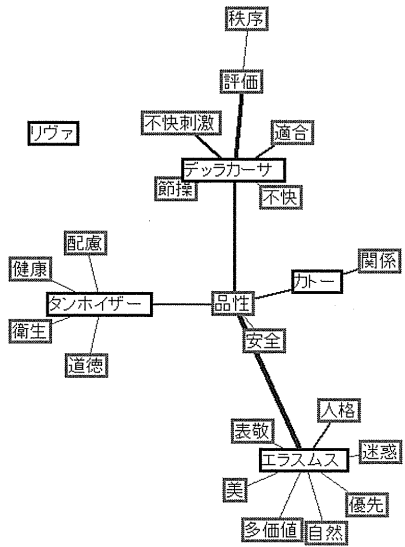 秩序
評価
不快刺激
適合
リヴァ
デッラカーサ
節操
不快
配慮
健康
関係
カトー
タンホイザー
品性
衛生
安全
道徳
人格
表敬
迷惑
エラスムス
美
優先
多価値
自然